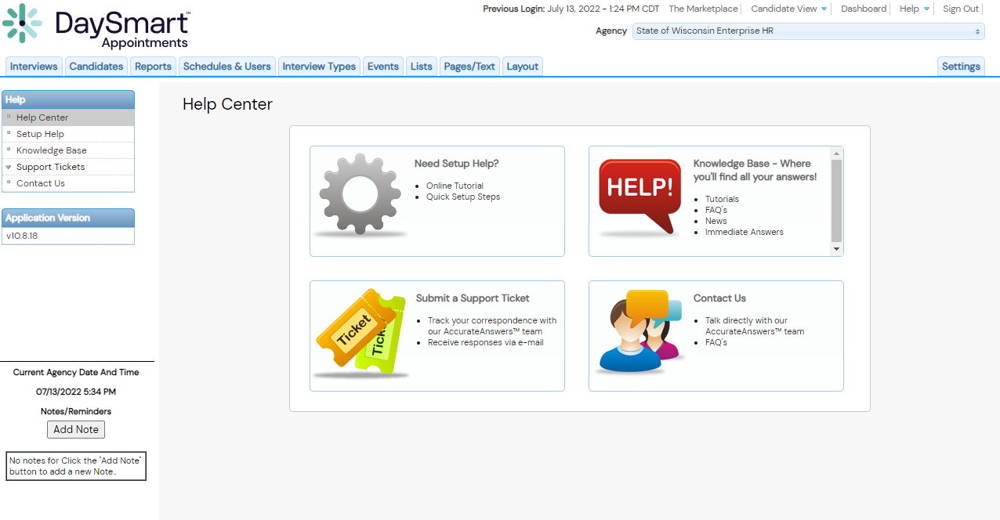 DaySmart™
Appointments
Previous Login: July 13, 2022 - 1:24 PM CDT The Marketplace Candidate View Dashboard Help Sign Out
Agency State of Wisconsin Enterprise HR
Interviews Candidates Reports Schedules & Users Interview Types Events Lists Pages/Text Layout Settings
Help
Help Center
Setup Help
Knowledge Base
Support Tickets
Contact Us
Application Version
v10.8.18
Current Agency Date And Time
07/13/2022 5:34 PM
Notes/Reminders
Add Note
No notes for Click the "Add Note"
button to add a new Note..
Help Center
Need Setup Help?
Online Tutorial
Quick Setup Steps
HELP!
Knowledge Base - Where
you'll find all your answers!
Tutorials
FAQ's
News
Immediate Answers
Ticket
Tick
Submit a Support Ticket
Track your correspondence with
our AccurateAnswers™ team
Receive responses via e-mail
Contact Us
Talk directly with our
AccurateAnswers™ team
FAQ's